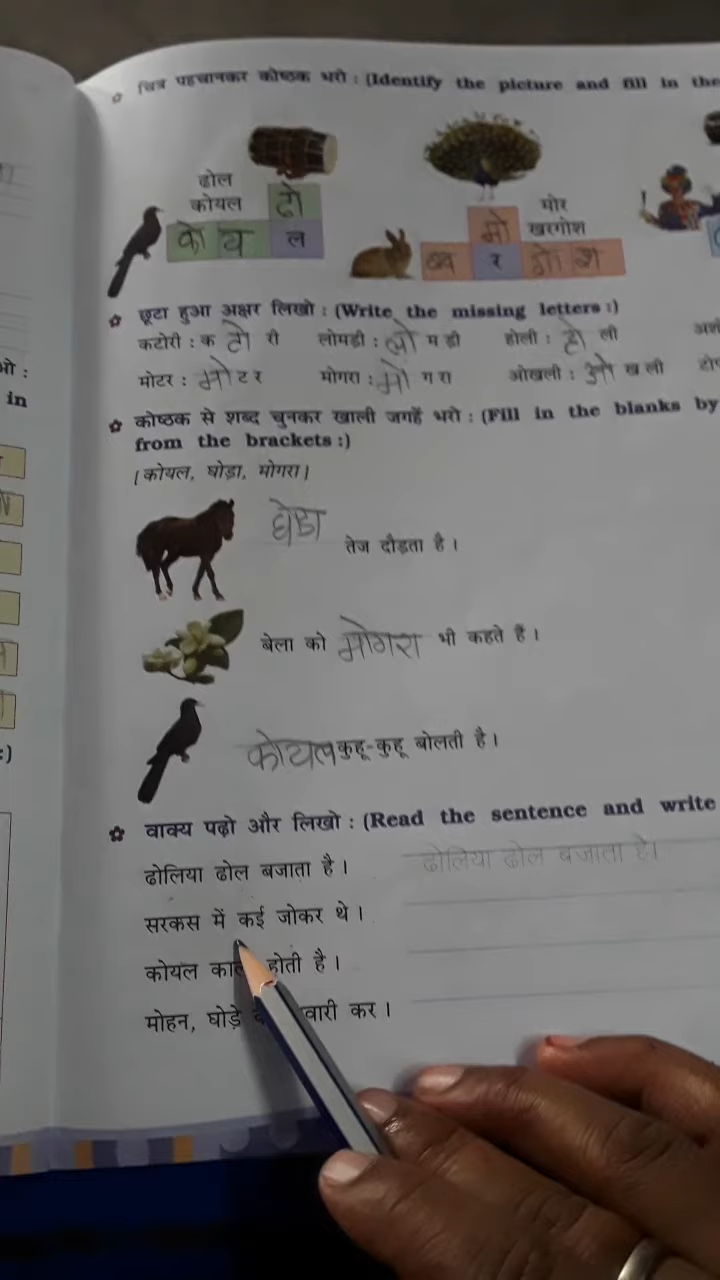 चित्र पहचानकर कोष्ठक भरो : (Identify the picture and fill in the
ढोल
कोयल
ढो
को य ल
मोर
खरगोश
मो
र गो श
छूटा हुआ अक्षर लिखो : (Write the missing letters :)
कटोरी : क टो री लोमड़ी : लो म ड़ी होली : हो ली
मोटर : मो ट र मोगरा : मो ग रा ओखली : ओ ख ली
कोष्ठक से शब्द चुनकर खाली जगहें भरो : (Fill in the blanks by
from the brackets :)
[कोयल, घोड़ा, मोगरा]
घोडा तेज दौड़ता है।
बेला को मोगरा भी कहते हैं।
कोयल कुहू-कुहू बोलती है।
वाक्य पढ़ो और लिखो : (Read the sentence and write
ढोलिया ढोल बजाता है। ढोलिया ढोल बजाता है।
सरकस में कई जोकर थे।
कोयल होती है।
मोहन, घोड़े कर।
in